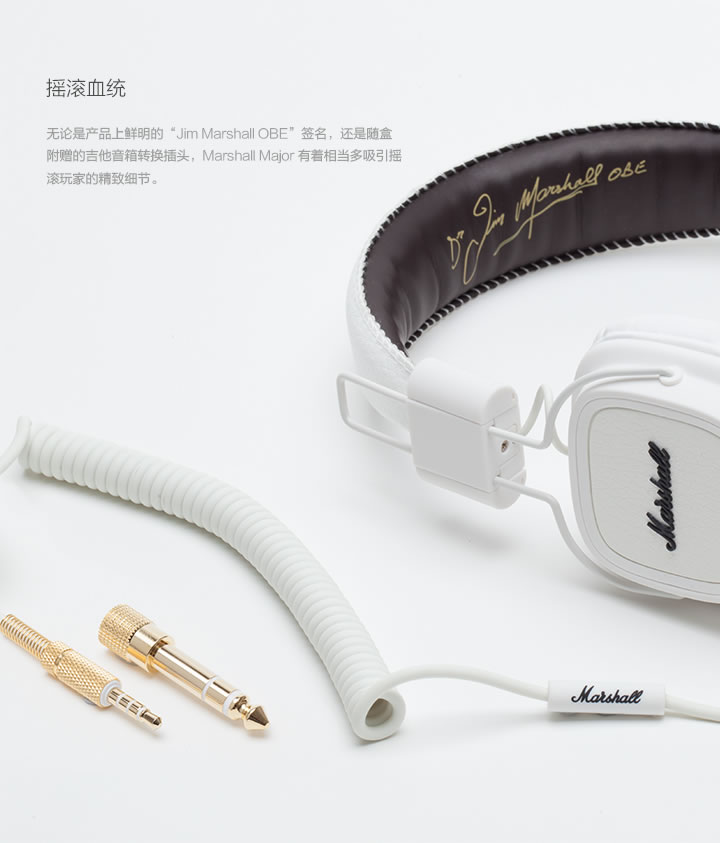 摇滚血统
无论是产品上鲜明的“Jim Marshall OBE”签名，还是随盒
附赠的吉他音箱转换插头，Marshall Major 有着相当多吸引摇
滚玩家的精致细节。
Dr Jim Marshall OBE
Marshall
Marshall